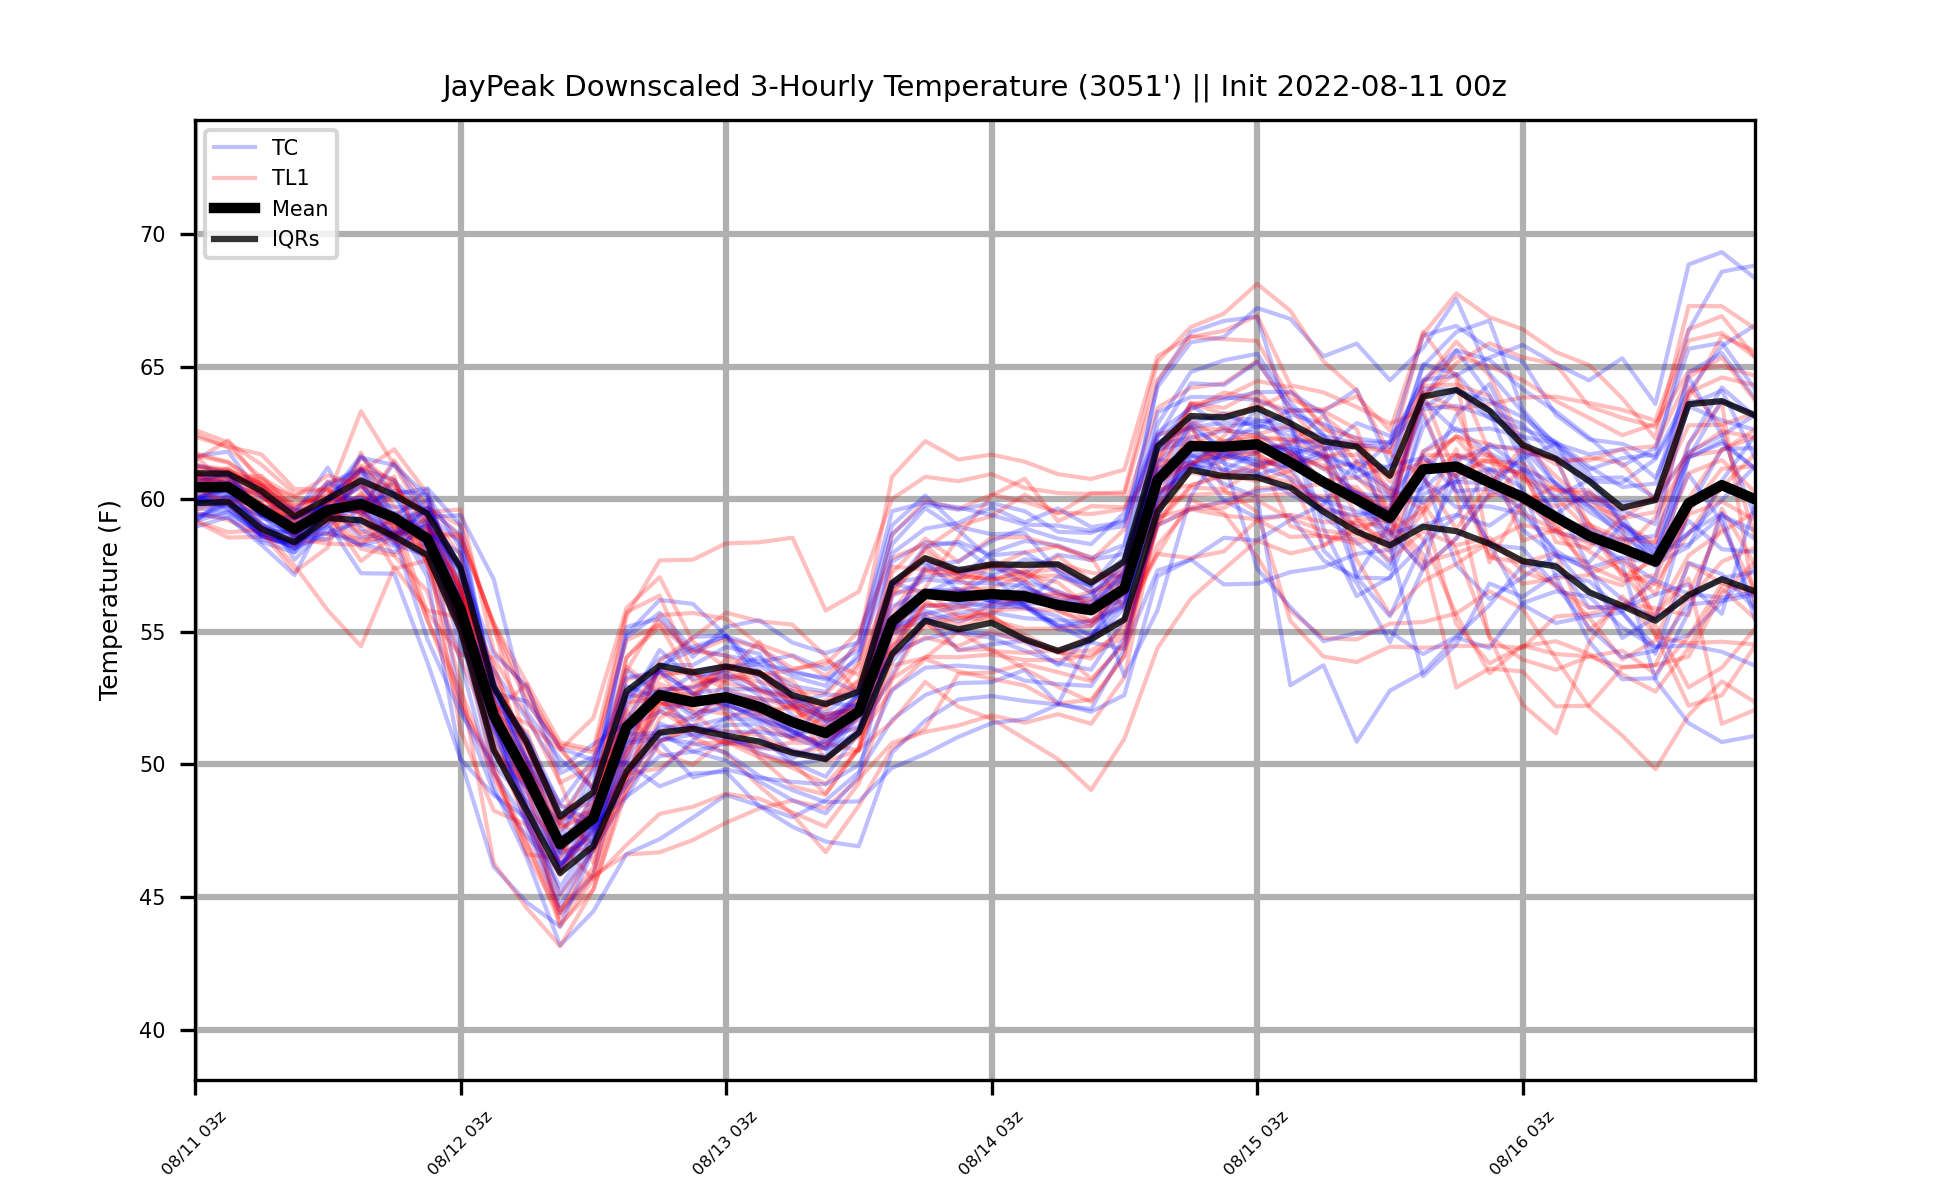 JayPeak Downscaled 3-Hourly Temperature (3051') || Init 2022-08-11 00z
TC
TL1
Mean
IQRs
Temperature (F)
70
65
60
55
50
45
40
08/11 03z
08/12 03z
08/13 03z
08/14 03z
08/15 03z
08/16 03z